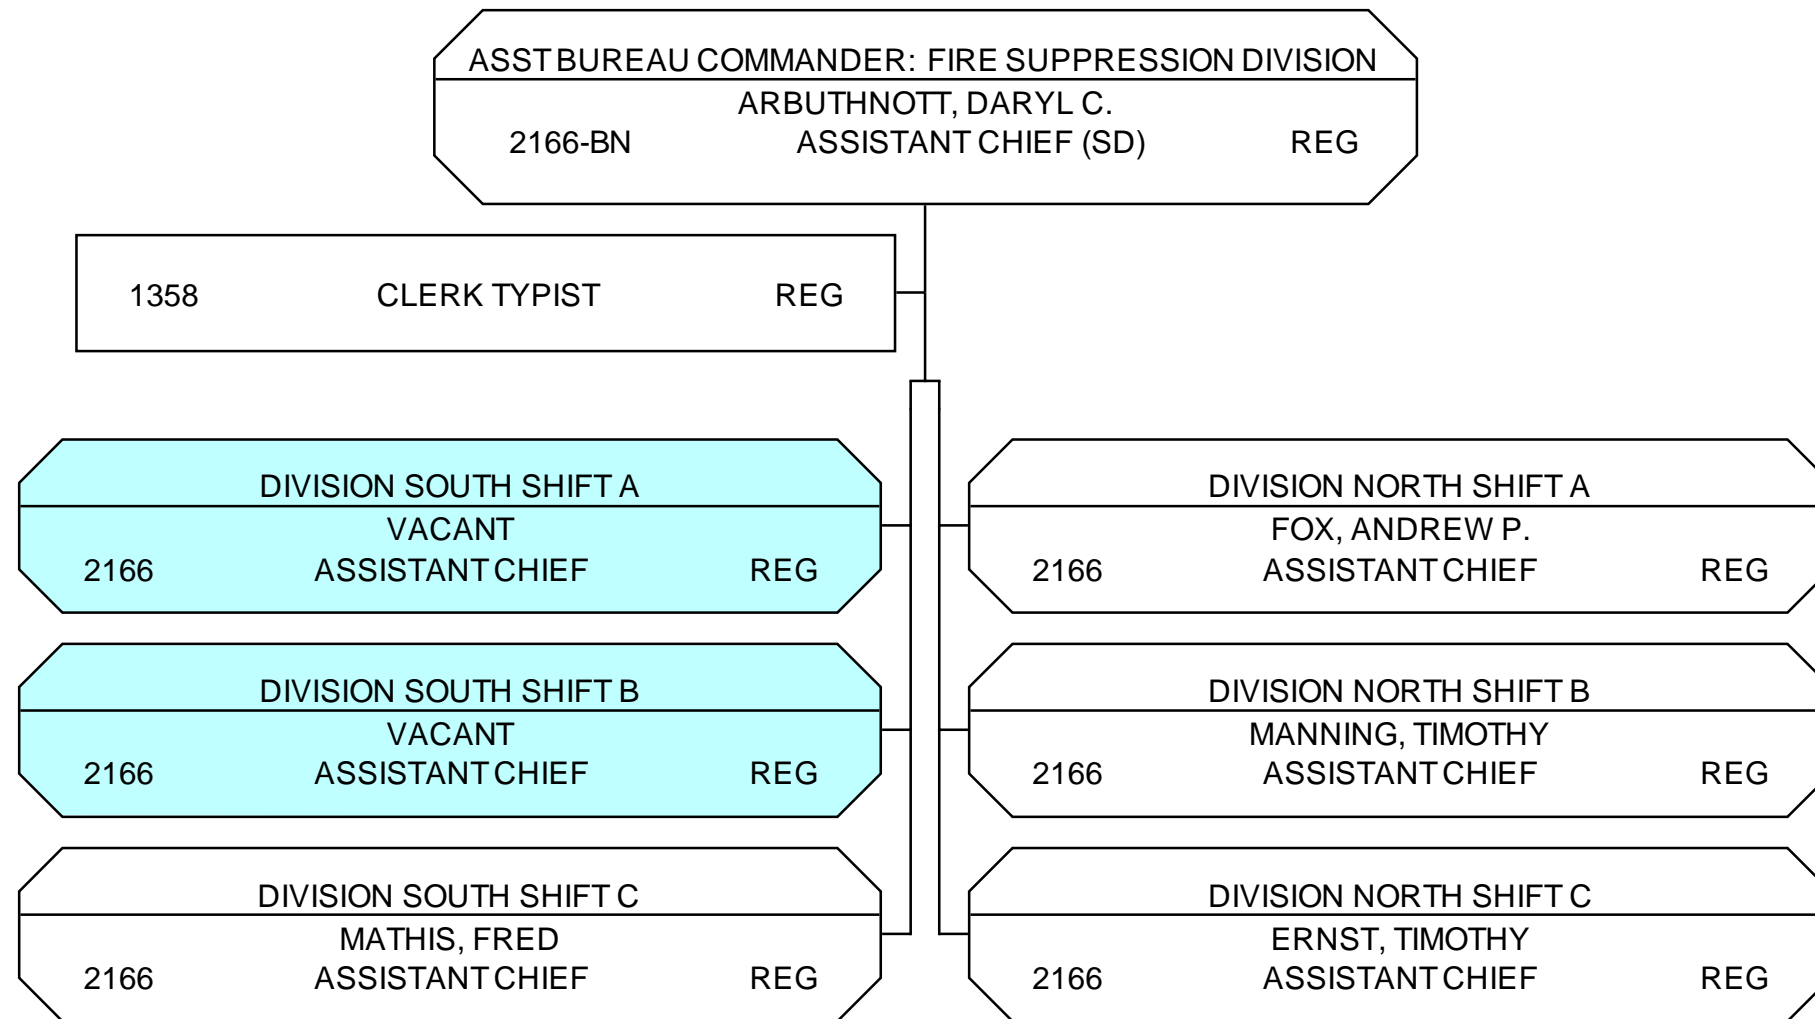 ASST BUREAU COMMANDER: FIRE SUPPRESSION DIVISION
ARBUTHNOTT, DARYL C.
2166-BN ASSISTANT CHIEF (SD) REG
1358 CLERK TYPIST REG
DIVISION SOUTH SHIFT A
VACANT
2166 ASSISTANT CHIEF REG
DIVISION NORTH SHIFT A
FOX, ANDREW P.
2166 ASSISTANT CHIEF REG
DIVISION SOUTH SHIFT B
VACANT
2166 ASSISTANT CHIEF REG
DIVISION NORTH SHIFT B
MANNING, TIMOTHY
2166 ASSISTANT CHIEF REG
DIVISION SOUTH SHIFT C
MATHIS, FRED
2166 ASSISTANT CHIEF REG
DIVISION NORTH SHIFT C
ERNST, TIMOTHY
2166 ASSISTANT CHIEF REG